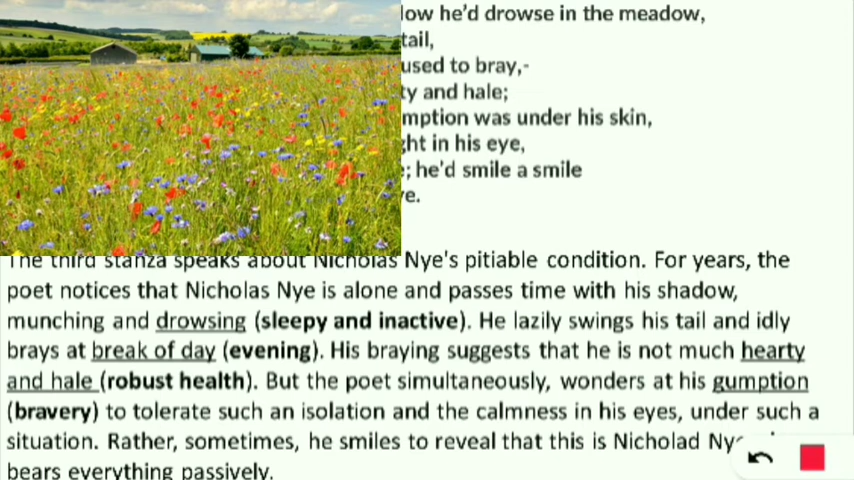 low he'd drowse in the meadow,
tail,
used to bray,-
ty and hale;
mption was under his skin,
ght in his eye,
; he'd smile a smile
e.
The third stanza speaks about Nicholas Nye's pitiable condition. For years, the
poet notices that Nicholas Nye is alone and passes time with his shadow,
munching and drowsing (sleepy and inactive). He lazily swings his tail and idly
brays at break of day (evening). His braying suggests that he is not much hearty
and hale (robust health). But the poet simultaneously, wonders at his gumption
(bravery) to tolerate such an isolation and the calmness in his eyes, under such a
situation. Rather, sometimes, he smiles to reveal that this is Nicholad Ny
bears everything passively.